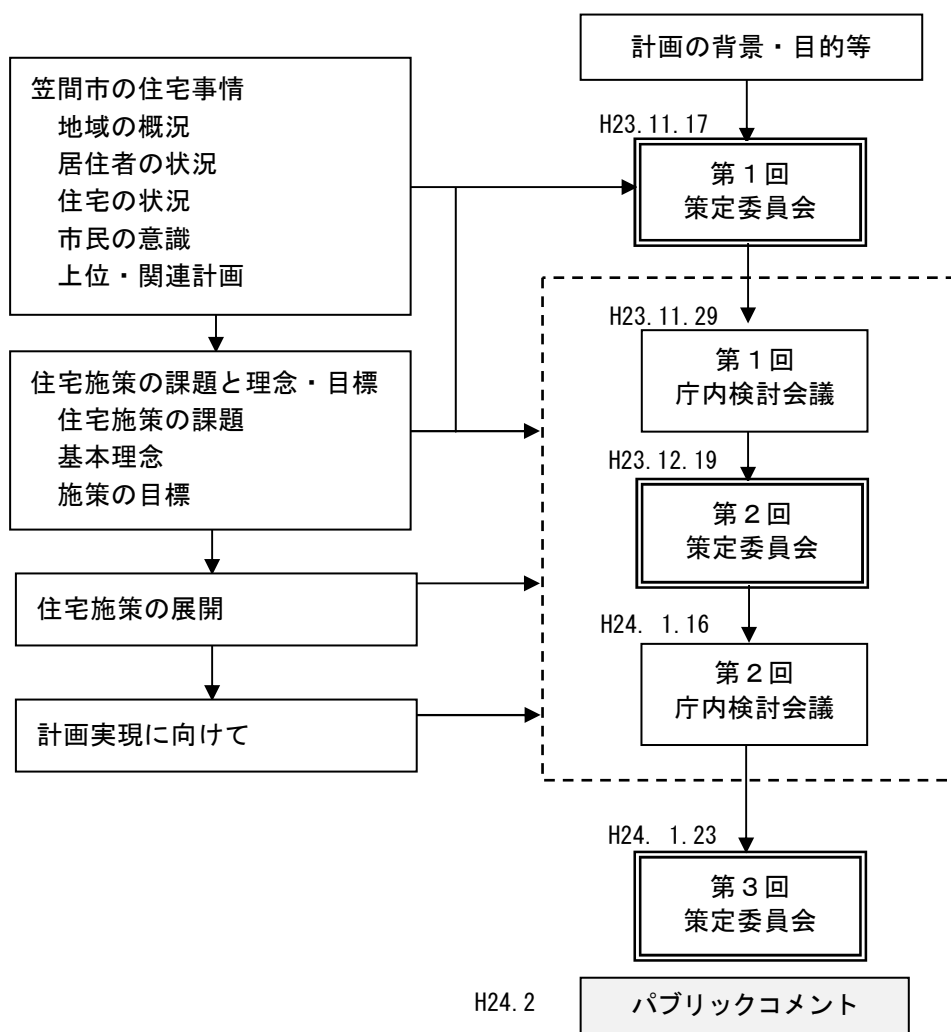 計画の背景・目的等
笠間市の住宅事情
地域の概況
居住者の状況
住宅の状況
市民の意識
上位・関連計画
H23.11.17
第１回
策定委員会
住宅施策の課題と理念・目標
住宅施策の課題
基本理念
施策の目標
H23.11.29
第１回
庁内検討会議
H23.12.19
第２回
策定委員会
住宅施策の展開
H24. 1.16
第２回
庁内検討会議
計画実現に向けて
H24. 1.23
第３回
策定委員会
H24.2
パブリックコメント